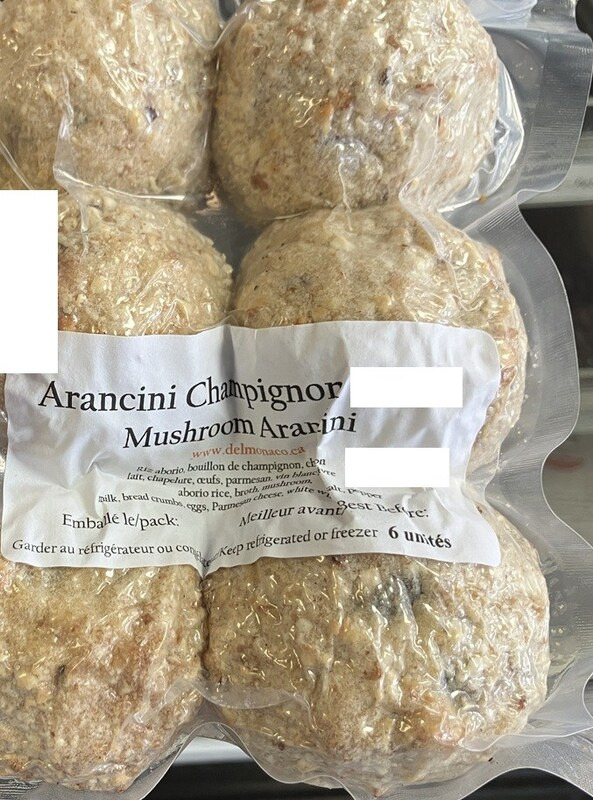 Arancini Champignon
Mushroom Arancini
www.delmonaco.ca
Riz aborio, bouillon de champignon,
lait, chapelure, œufs, parmesan, vin blanc,
aborio rice, broth, mushroom,
milk, bread crumbs, eggs, Parmesan cheese, white
Emballé le/pack:
Meilleur avant/Best Before:
Garder au réfrigérateur ou Keep refrigerated or freezer 6 unités